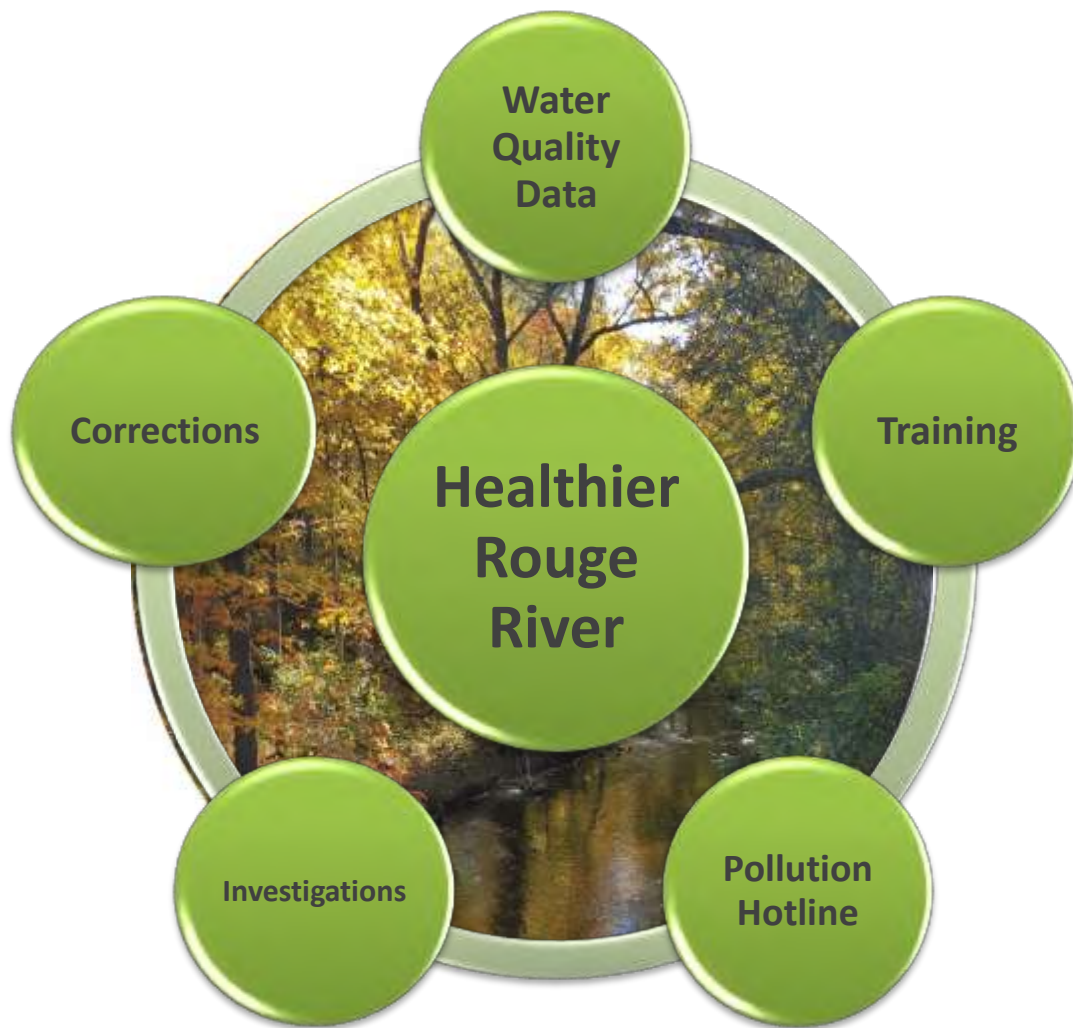 Water
Quality
Data
Training
Pollution
Hotline
Investigations
Corrections
Healthier
Rouge
River